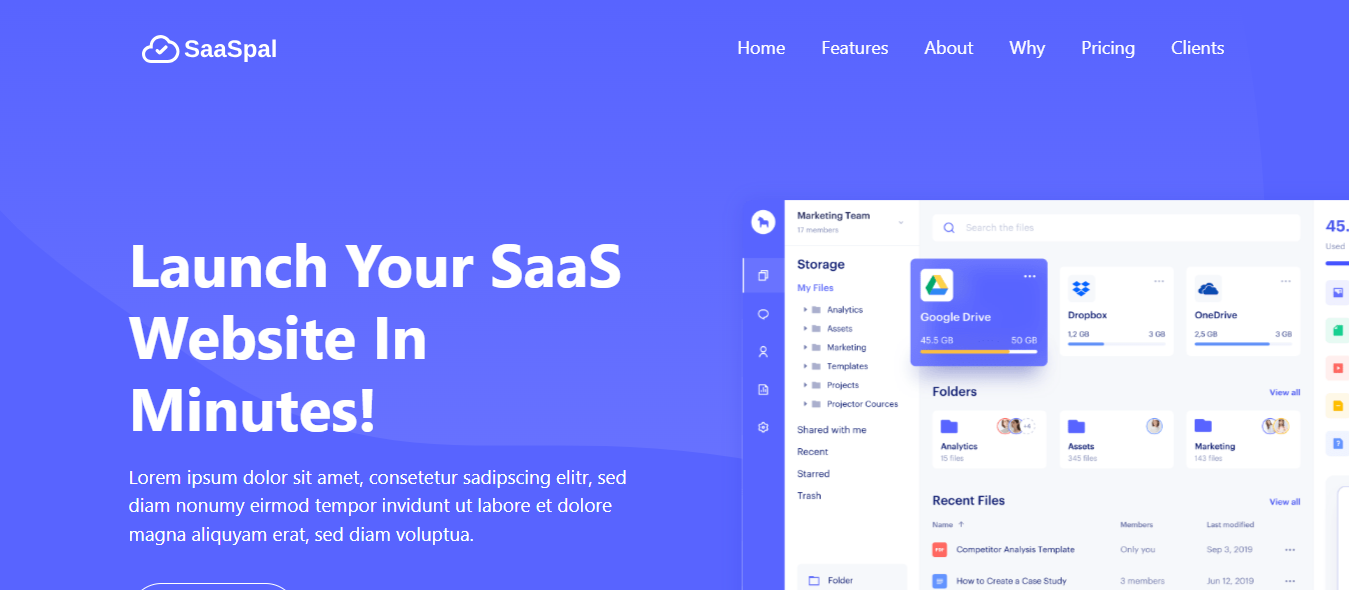 SaaSpal
Home Features About Why Pricing Clients
Launch Your SaaS
Website In
Minutes!
Lorem ipsum dolor sit amet, consetetur sadipscing elitr, sed
diam nonumy eirmod tempor invidunt ut labore et dolore
magna aliquyam erat, sed diam voluptua.
Marketing Team
17 members
Storage
My Files
Analytics
Assets
Marketing
Templates
Projects
Projector Cources
Shared with me
Recent
Starred
Trash
Folder
Search the files
Google Drive
45.5 GB 50 GB
Dropbox
1,2 GB 3 GB
OneDrive
2,5 GB 3 GB
Folders View all
Analytics
15 files
+4
Assets
345 files
Marketing
143 files
Recent Files View all
Name ↑ Members Last modified
PDF Competitor Analysis Template Only you Sep 3, 2019
How to Create a Case Study 3 members Jun 12, 2019
45.
Used